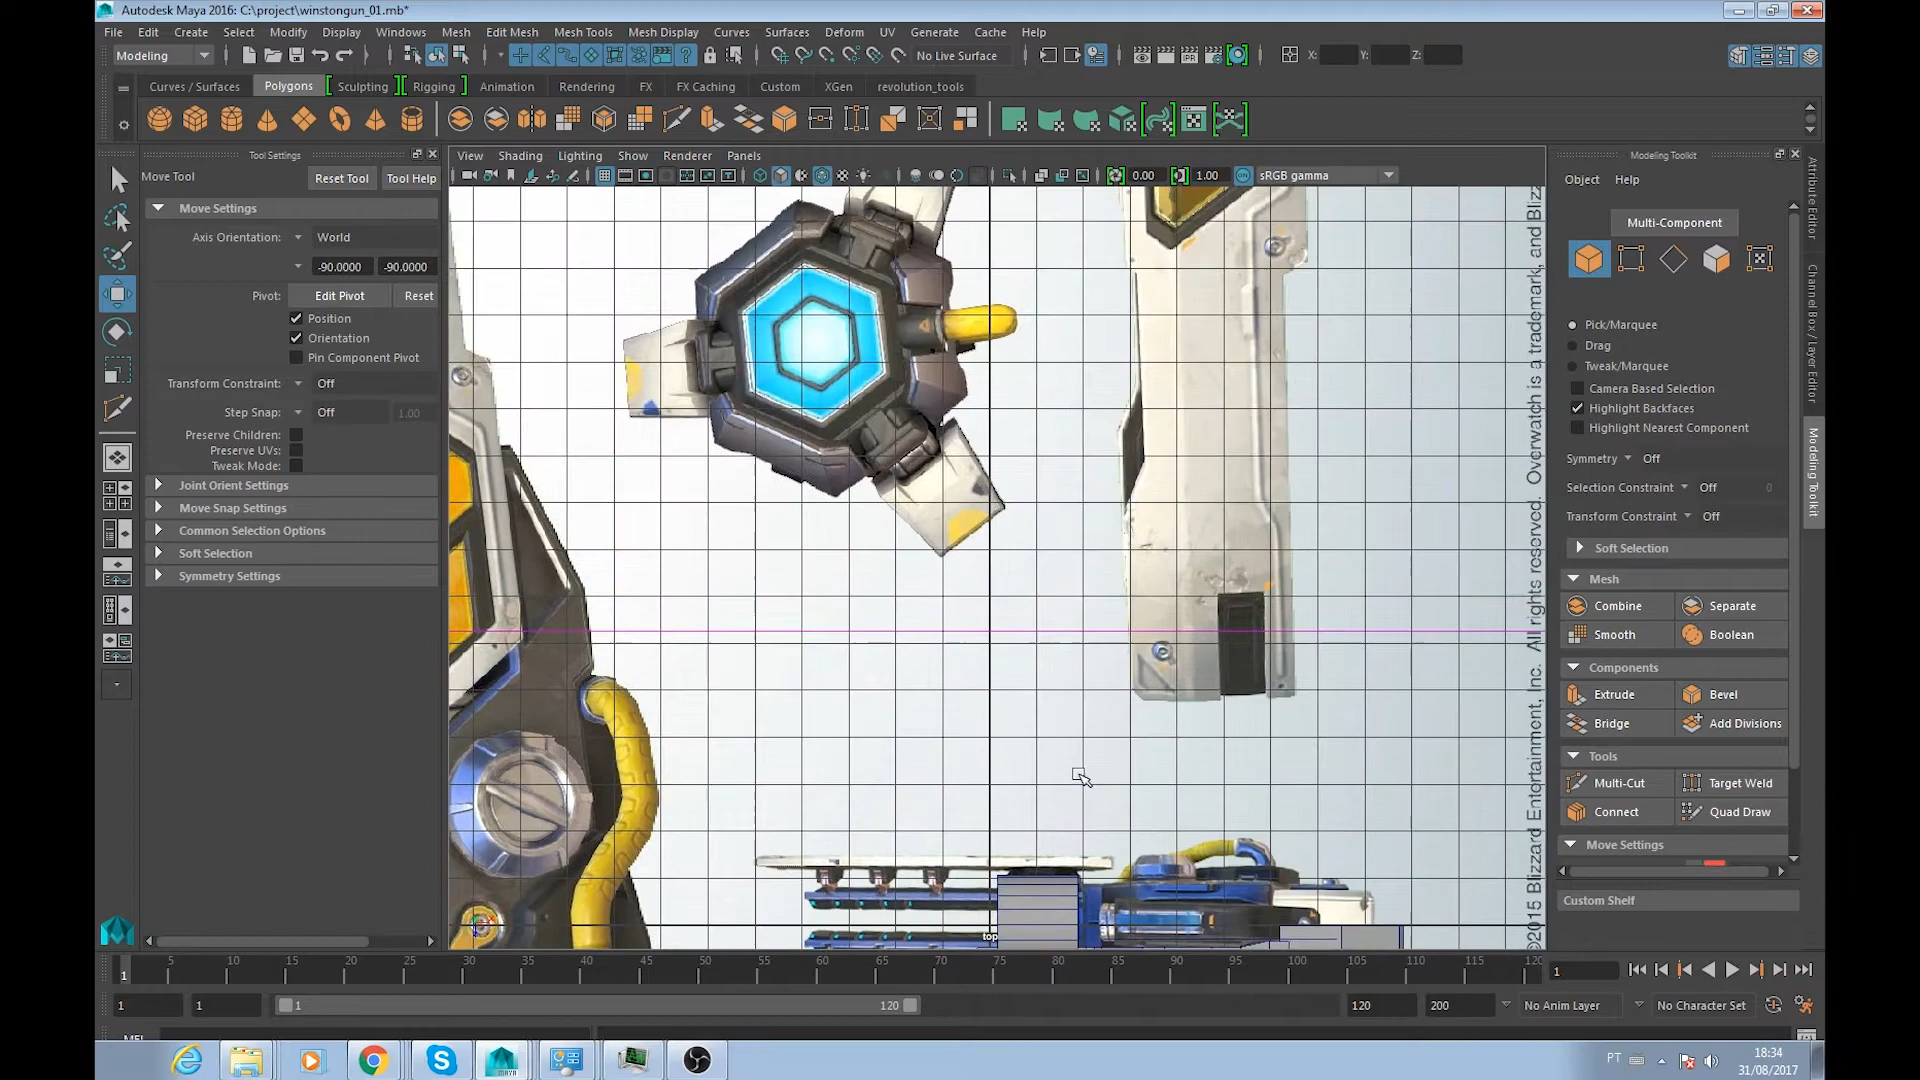 Autodesk Maya 2016: C:\project\winstongun_01.mb*
File Edit Create Select Modify Display Windows Mesh Edit Mesh Mesh Tools Mesh Display Curves Surfaces Deform UV Generate Cache Help
Modeling No Live Surface X: Y: Z:
Curves / Surfaces Polygons Sculpting Rigging Animation Rendering FX FX Caching Custom XGen revolution_tools
Tool Settings
Move Tool Reset Tool Tool Help
Move Settings
Axis Orientation: World
-90.0000 -90.0000
Pivot: Edit Pivot Reset
Position
Orientation
Pin Component Pivot
Transform Constraint: Off
Step Snap: Off 1.00
Preserve Children:
Preserve UVs:
Tweak Mode:
Joint Orient Settings
Move Snap Settings
Common Selection Options
Soft Selection
Symmetry Settings
View Shading Lighting Show Renderer Panels
0.00 1.00 sRGB gamma
©2015 Blizzard Entertainment, Inc. All rights reserved. Overwatch is a trademark, and Bliz
top
Modeling Toolkit
Object Help
Multi-Component
Pick/Marquee
Drag
Tweak/Marquee
Camera Based Selection
Highlight Backfaces
Highlight Nearest Component
Symmetry Off
Selection Constraint Off 0
Transform Constraint Off
Soft Selection
Mesh
Combine Separate
Smooth Boolean
Components
Extrude Bevel
Bridge Add Divisions
Tools
Multi-Cut Target Weld
Connect Quad Draw
Move Settings
Custom Shelf
Attribute Editor
Channel Box / Layer Editor
Modeling Toolkit
1 5 10 15 20 25 30 35 40 45 50 55 60 65 70 75 80 85 90 95 100 105 110 115 120 1
1 1 1 120 120 200 No Anim Layer No Character Set
MEL
PT 18:34
31/08/2017